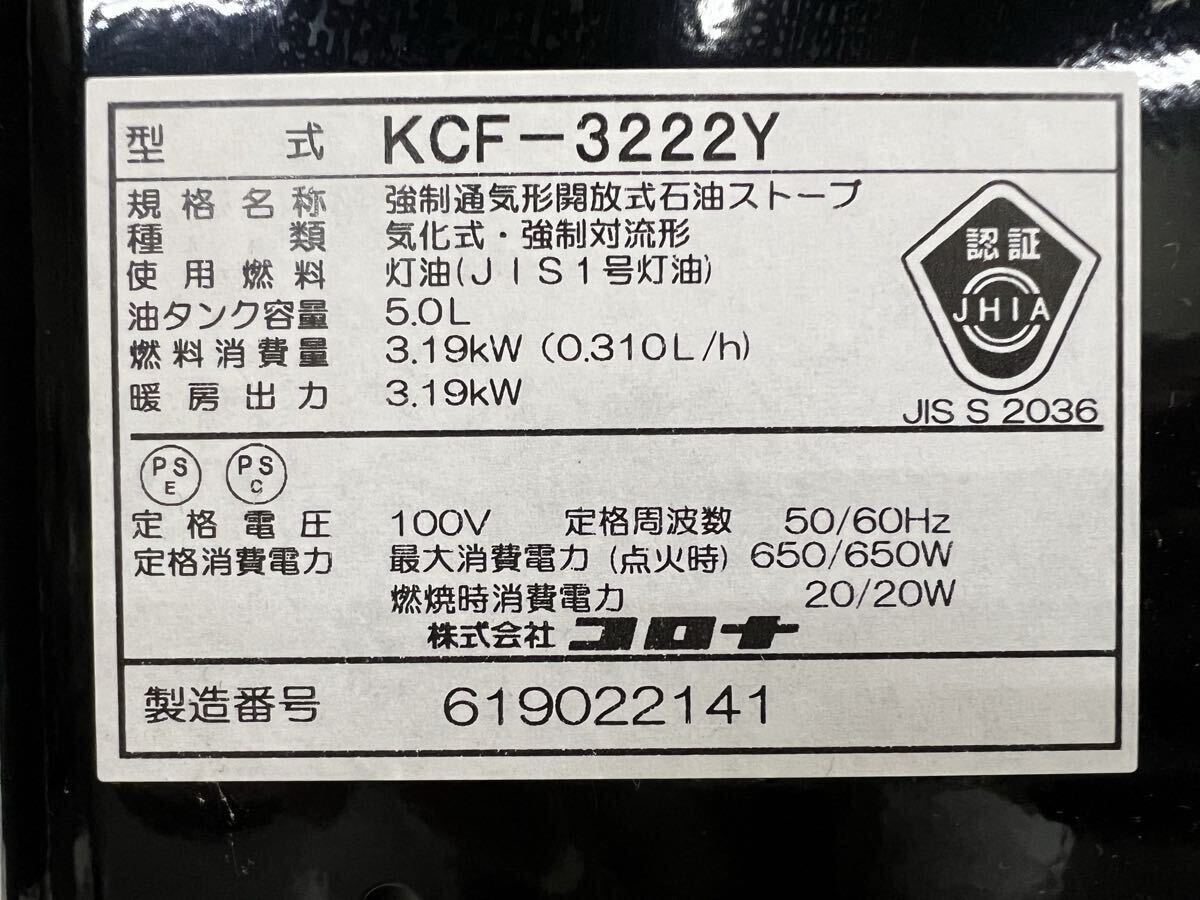 型式 KCF-3222Y
規格名称 強制通気形開放式石油ストーブ
種類 気化式・強制対流形
使用燃料 灯油(JIS1号灯油)
油タンク容量 5.0L
燃料消費量 3.19kW (0.310L/h)
暖房出力 3.19kW
認証
JHIA
JIS S 2036
PS E PS C
定格電圧 100V 定格周波数 50/60Hz
定格消費電力 最大消費電力 (点火時) 650/650W
燃焼時消費電力 20/20W
株式会社 コロナ
製造番号 619022141